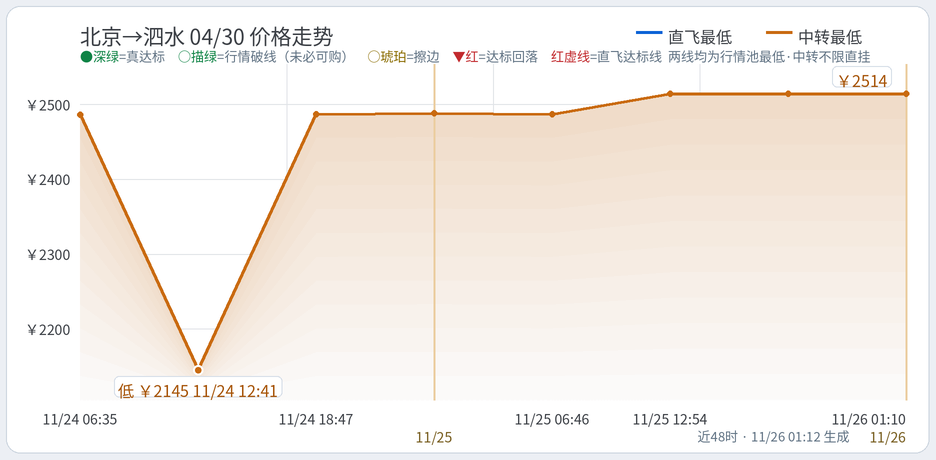 北京→泗水 04/30 价格走势
直飞最低 中转最低
●深绿=真达标 ○描绿=行情破线（未必可购） ○琥珀=擦边 ▼红=达标回落 红虚线=直飞达标线 两线均为行情池最低·中转不限直挂
￥2514
￥2500
￥2400
￥2300
￥2200
低 ￥2145 11/24 12:41
11/24 06:35 11/24 18:47 11/25 06:46 11/25 12:54 11/26 01:10
11/25 近48时 · 11/26 01:12 生成 11/26